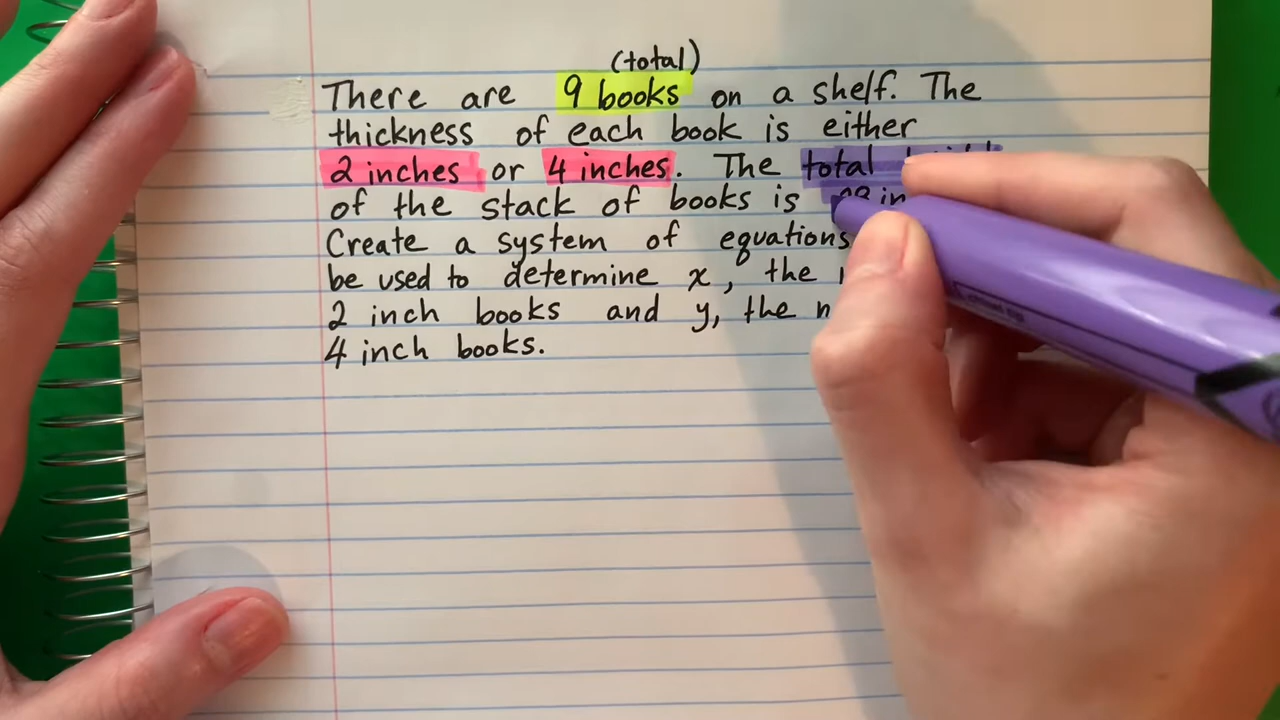 (total)
There are 9 books on a shelf. The
thickness of each book is either
2 inches or 4 inches. The total
of the stack of books is
Create a system of equations
be used to determine x, the
2 inch books and y, the
4 inch books.